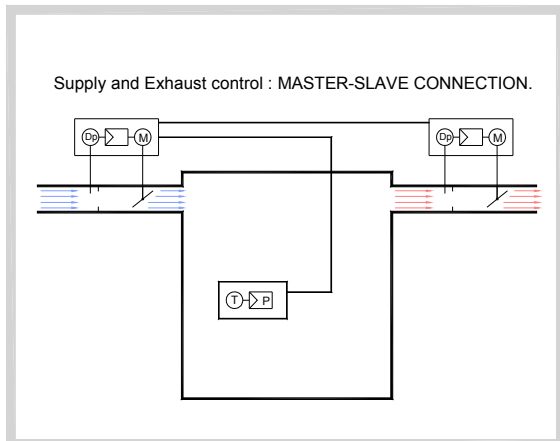 Supply and Exhaust control : MASTER-SLAVE CONNECTION.
Dp M Dp M
T P